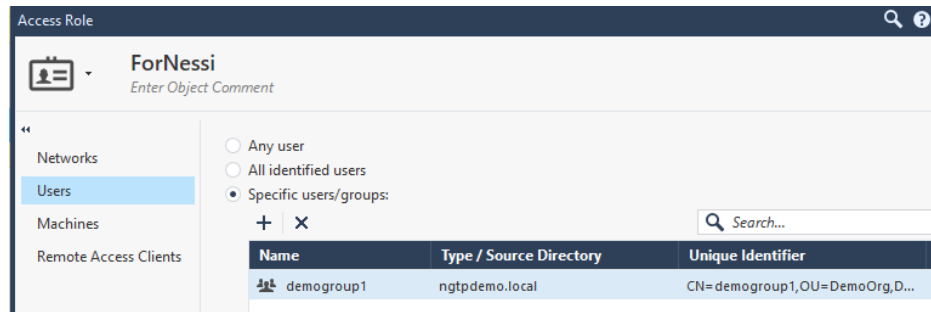 Access Role
ForNessi
Enter Object Comment
Networks
Users
Machines
Remote Access Clients
Any user
All identified users
Specific users/groups:
Search...
Name Type / Source Directory Unique Identifier
demogroup1 ngtpdemo.local CN=demogroup1,OU=DemoOrg,D...